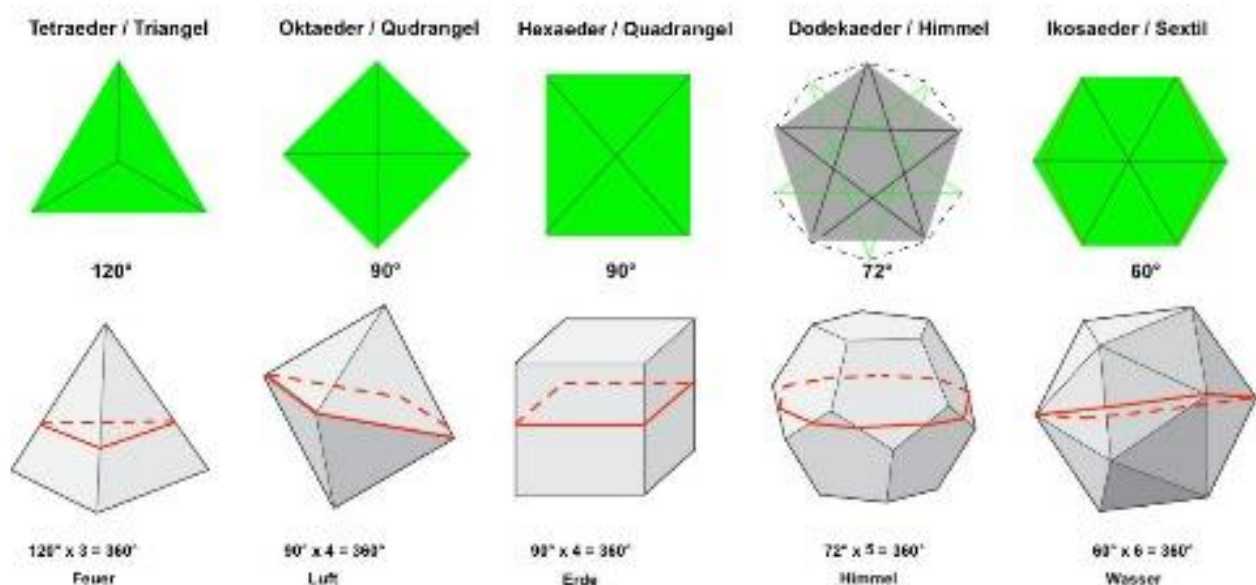 Tetraeder / Triangel
Oktaeder / Qudrangel
Hexaeder / Quadrangel
Dodekaeder / Himmel
Ikosaeder / Sextil
120°
90°
90°
72°
60°
120° x 3 = 360°
90° x 4 = 360°
90° x 4 = 360°
72° x 5 = 360°
60° x 6 = 360°
Feuer
Luft
Erde
Himmel
Wasser